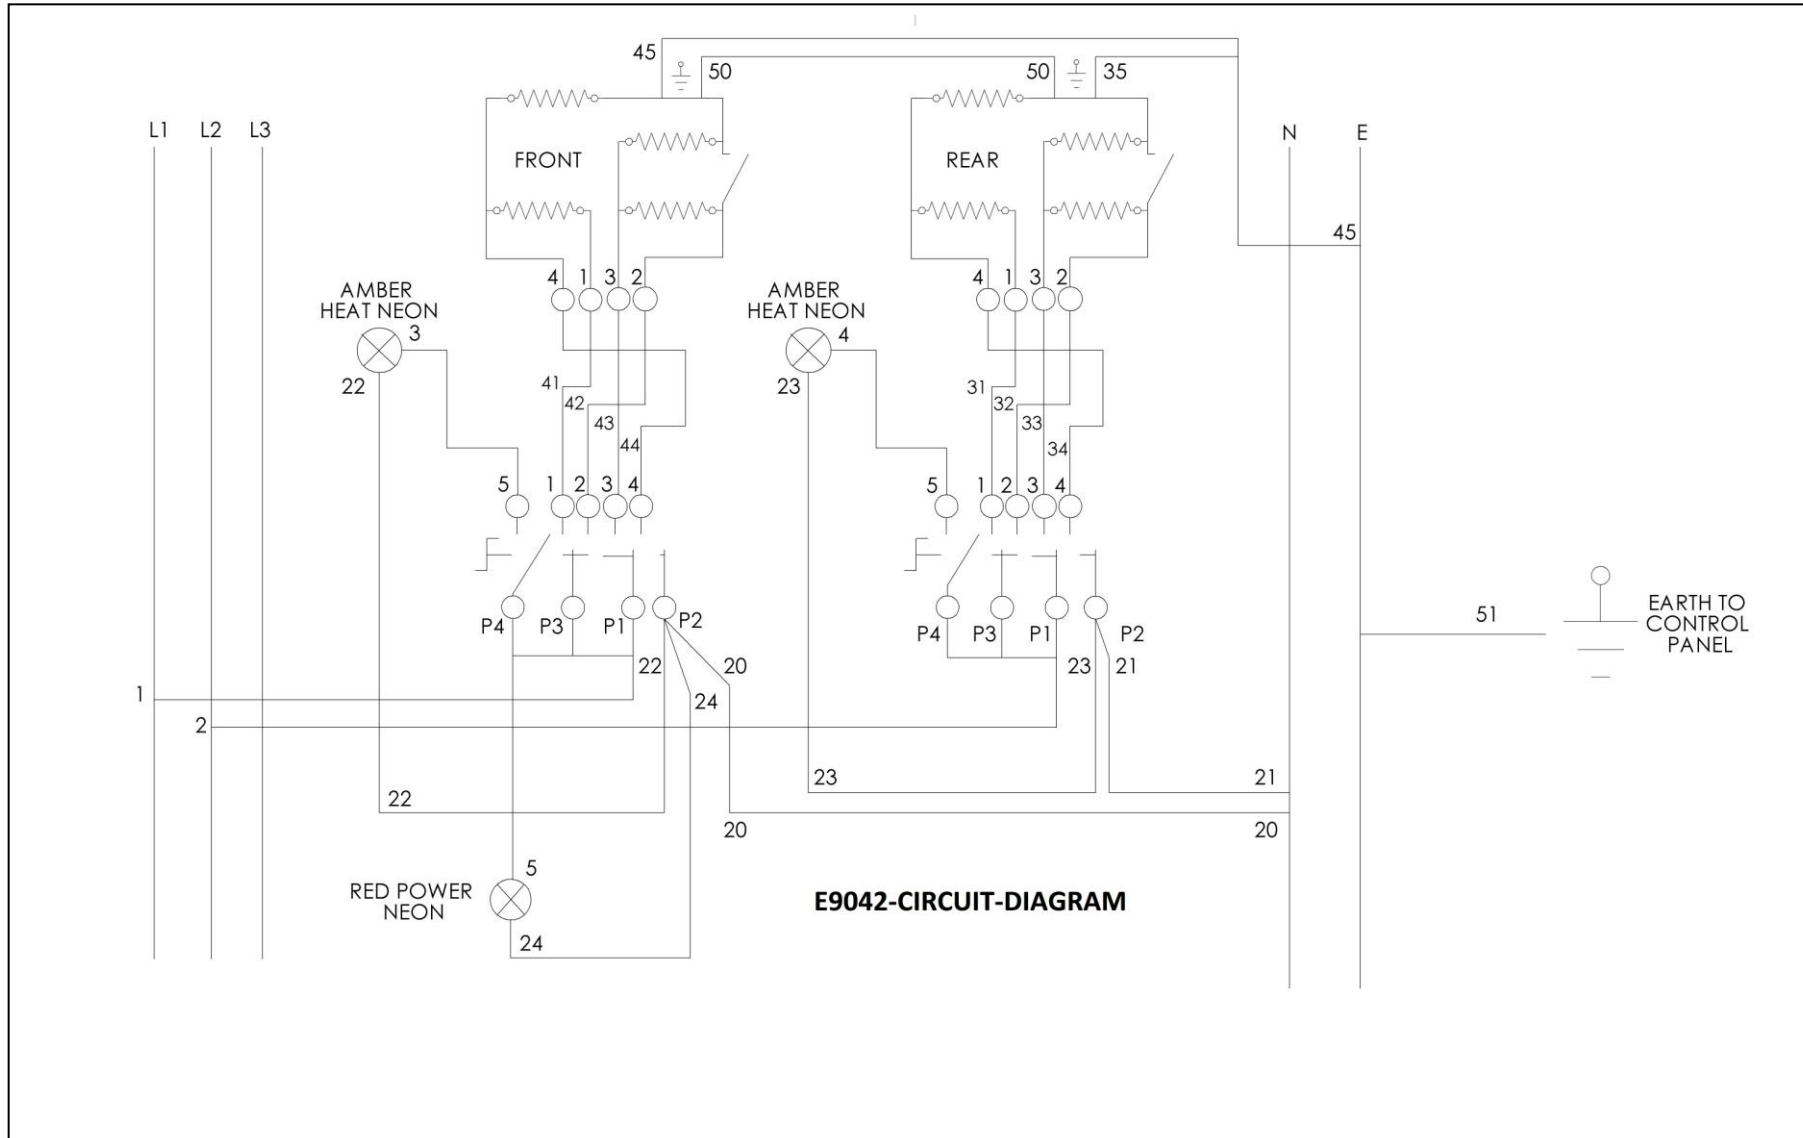 45
50
50
35
L1
L2
L3
FRONT
REAR
N
E
45
4
1
3
2
4
1
3
2
AMBER
HEAT NEON
3
22
AMBER
HEAT NEON
4
23
41
42
43
44
31
32
33
34
5
1
2
3
4
5
1
2
3
4
P4
P3
P1
P2
P4
P3
P1
P2
22
20
24
23
21
51
EARTH TO
CONTROL
PANEL
1
2
22
23
21
20
20
5
RED POWER
NEON
24
E9042-CIRCUIT-DIAGRAM